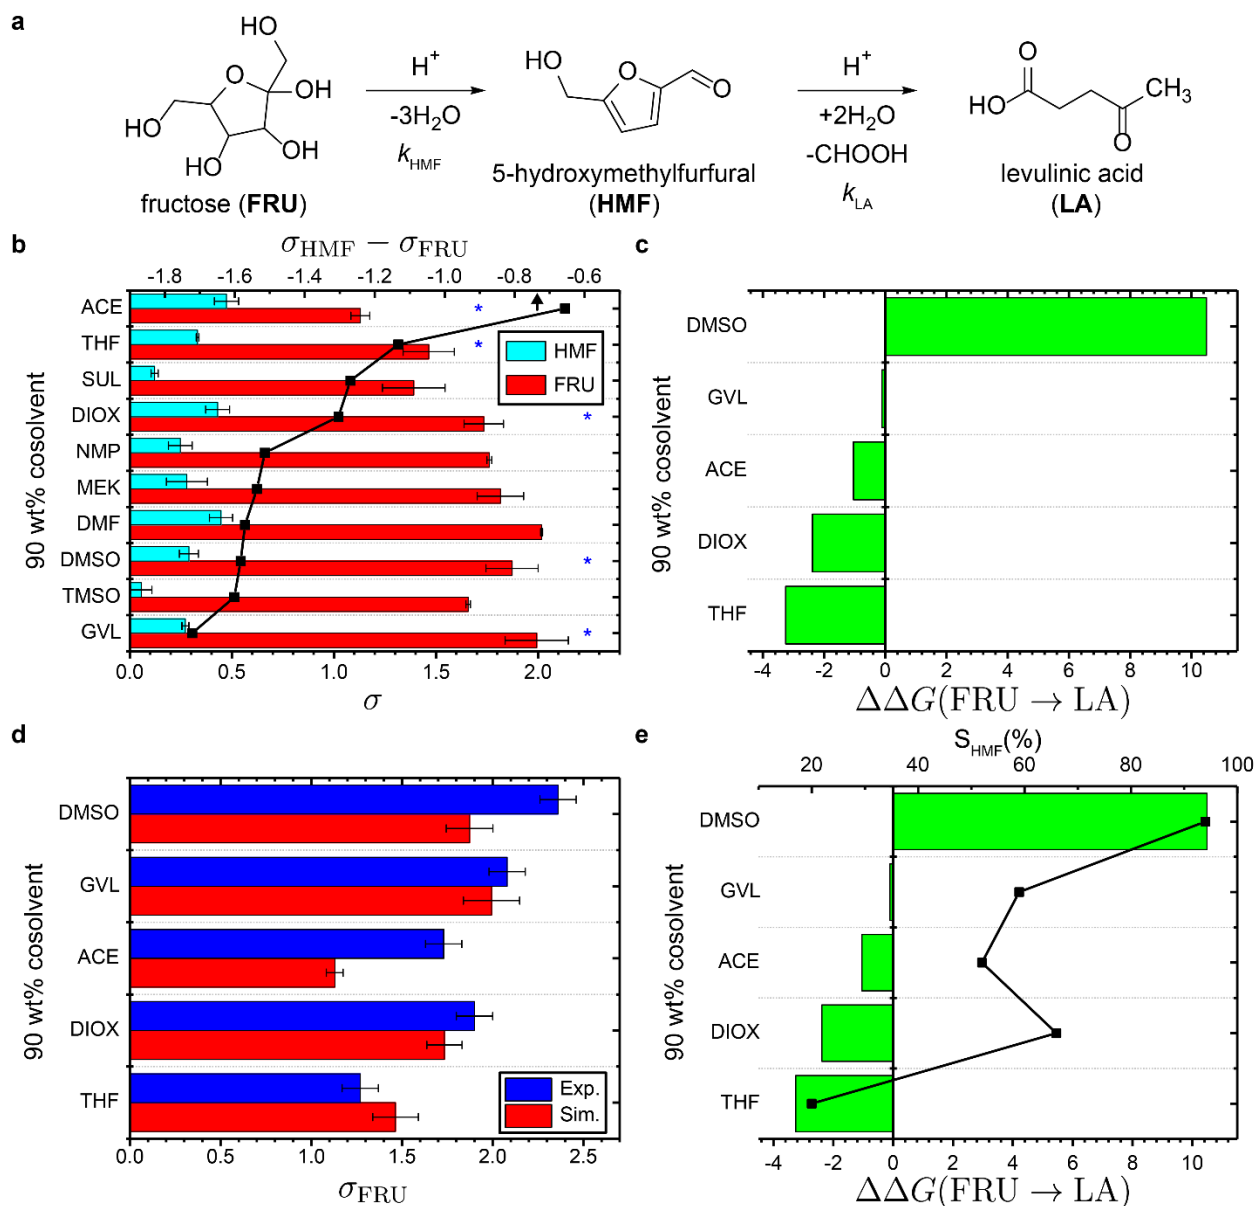 a
HO
HO
O
OH
HO
HO
OH
fructose (FRU)
H+
-3H2O
kHMF
HO
O
O
5-hydroxymethylfurfural
(HMF)
H+
+2H2O
-CHOOH
kLA
O
HO
CH3
O
levulinic acid
(LA)
b
σHMF − σFRU
-1.8 -1.6 -1.4 -1.2 -1.0 -0.8 -0.6
90 wt% cosolvent
ACE
*
THF
*
HMF
FRU
SUL
DIOX
*
NMP
MEK
DMF
DMSO
*
TMSO
GVL
*
0.0 0.5 1.0 1.5 2.0
σ
c
90 wt% cosolvent
DMSO
GVL
ACE
DIOX
THF
-4 -2 0 2 4 6 8 10
ΔΔG(FRU → LA)
d
90 wt% cosolvent
DMSO
GVL
ACE
DIOX
THF
Exp.
Sim.
0.0 0.5 1.0 1.5 2.0 2.5
σFRU
e
SHMF(%)
20 40 60 80 100
90 wt% cosolvent
DMSO
GVL
ACE
DIOX
THF
-4 -2 0 2 4 6 8 10
ΔΔG(FRU → LA)